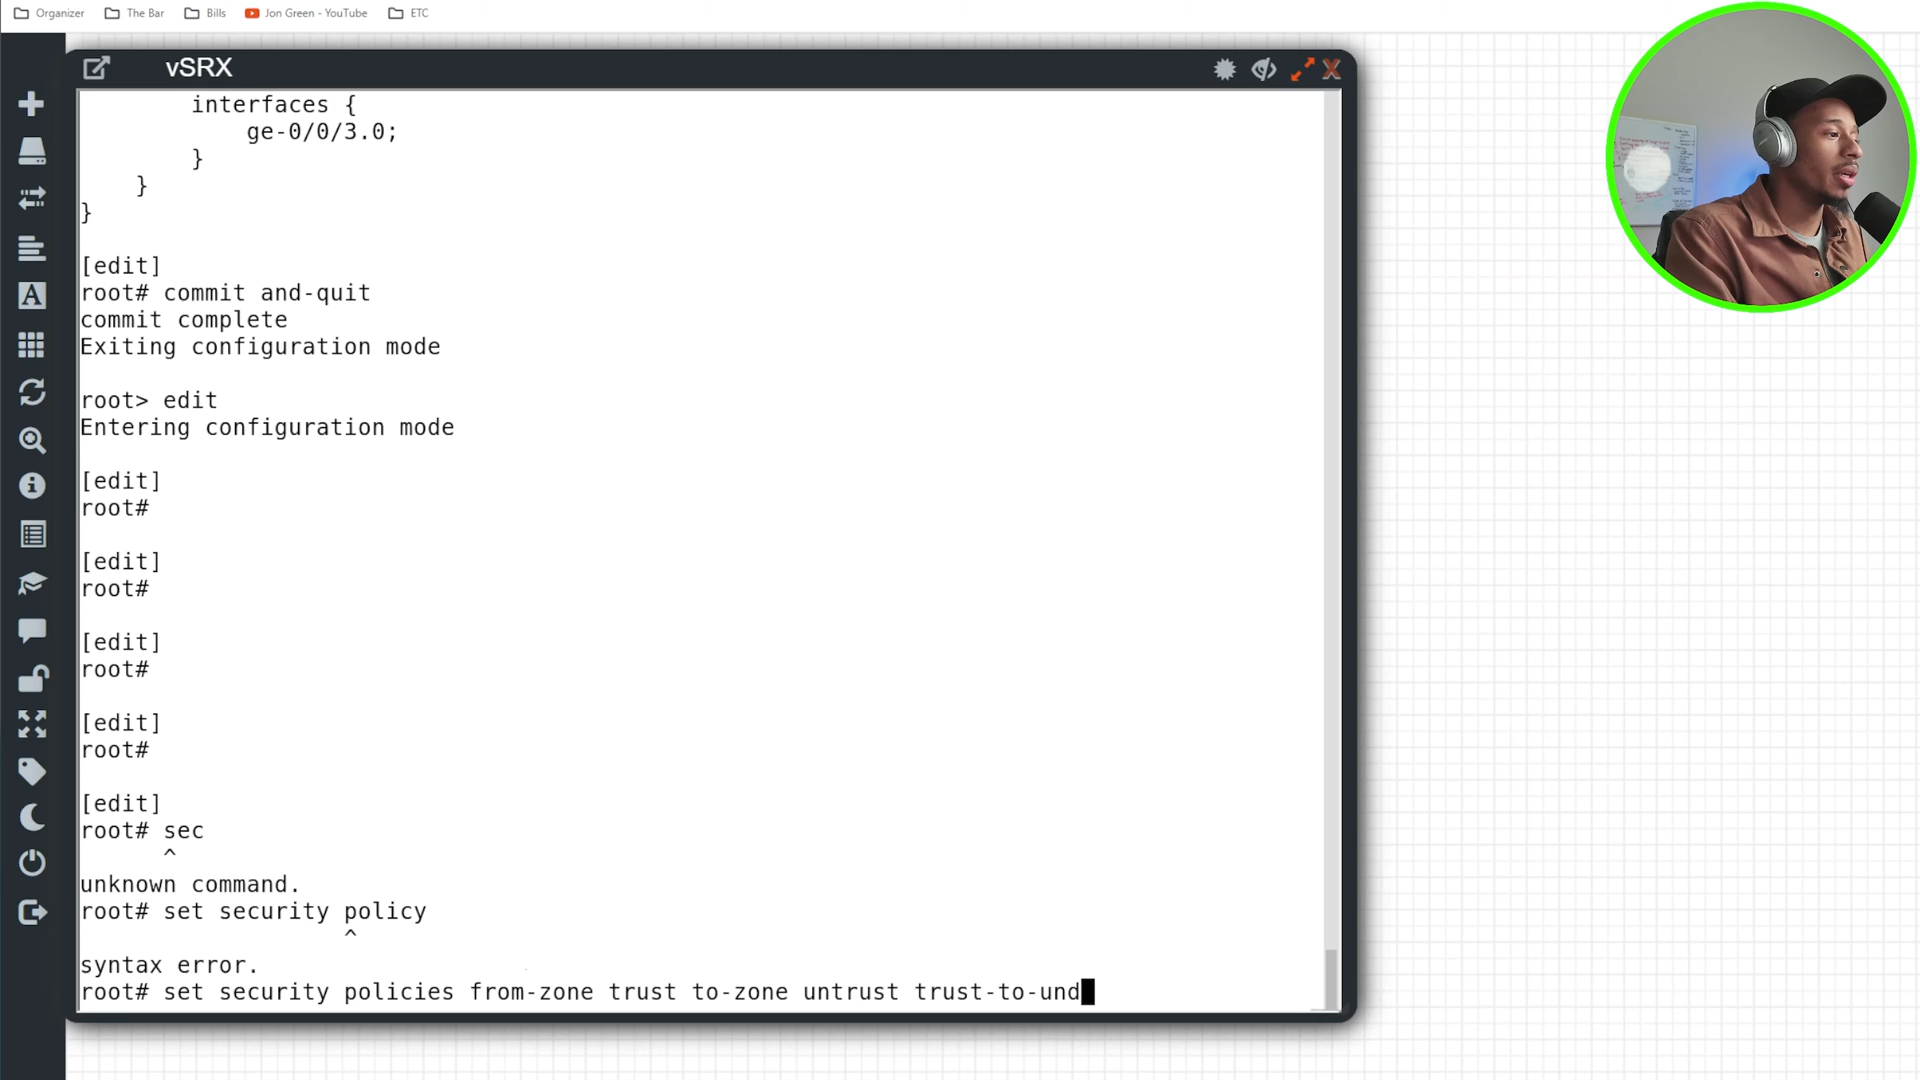 Organizer The Bar Bills Jon Green - YouTube ETC
vSRX
interfaces {
ge-0/0/3.0;
}
}
}
[edit]
root# commit and-quit
commit complete
Exiting configuration mode
root> edit
Entering configuration mode
[edit]
root#
[edit]
root#
[edit]
root#
[edit]
root#
[edit]
root# sec
^
unknown command.
root# set security policy
^
syntax error.
root# set security policies from-zone trust to-zone untrust trust-to-und